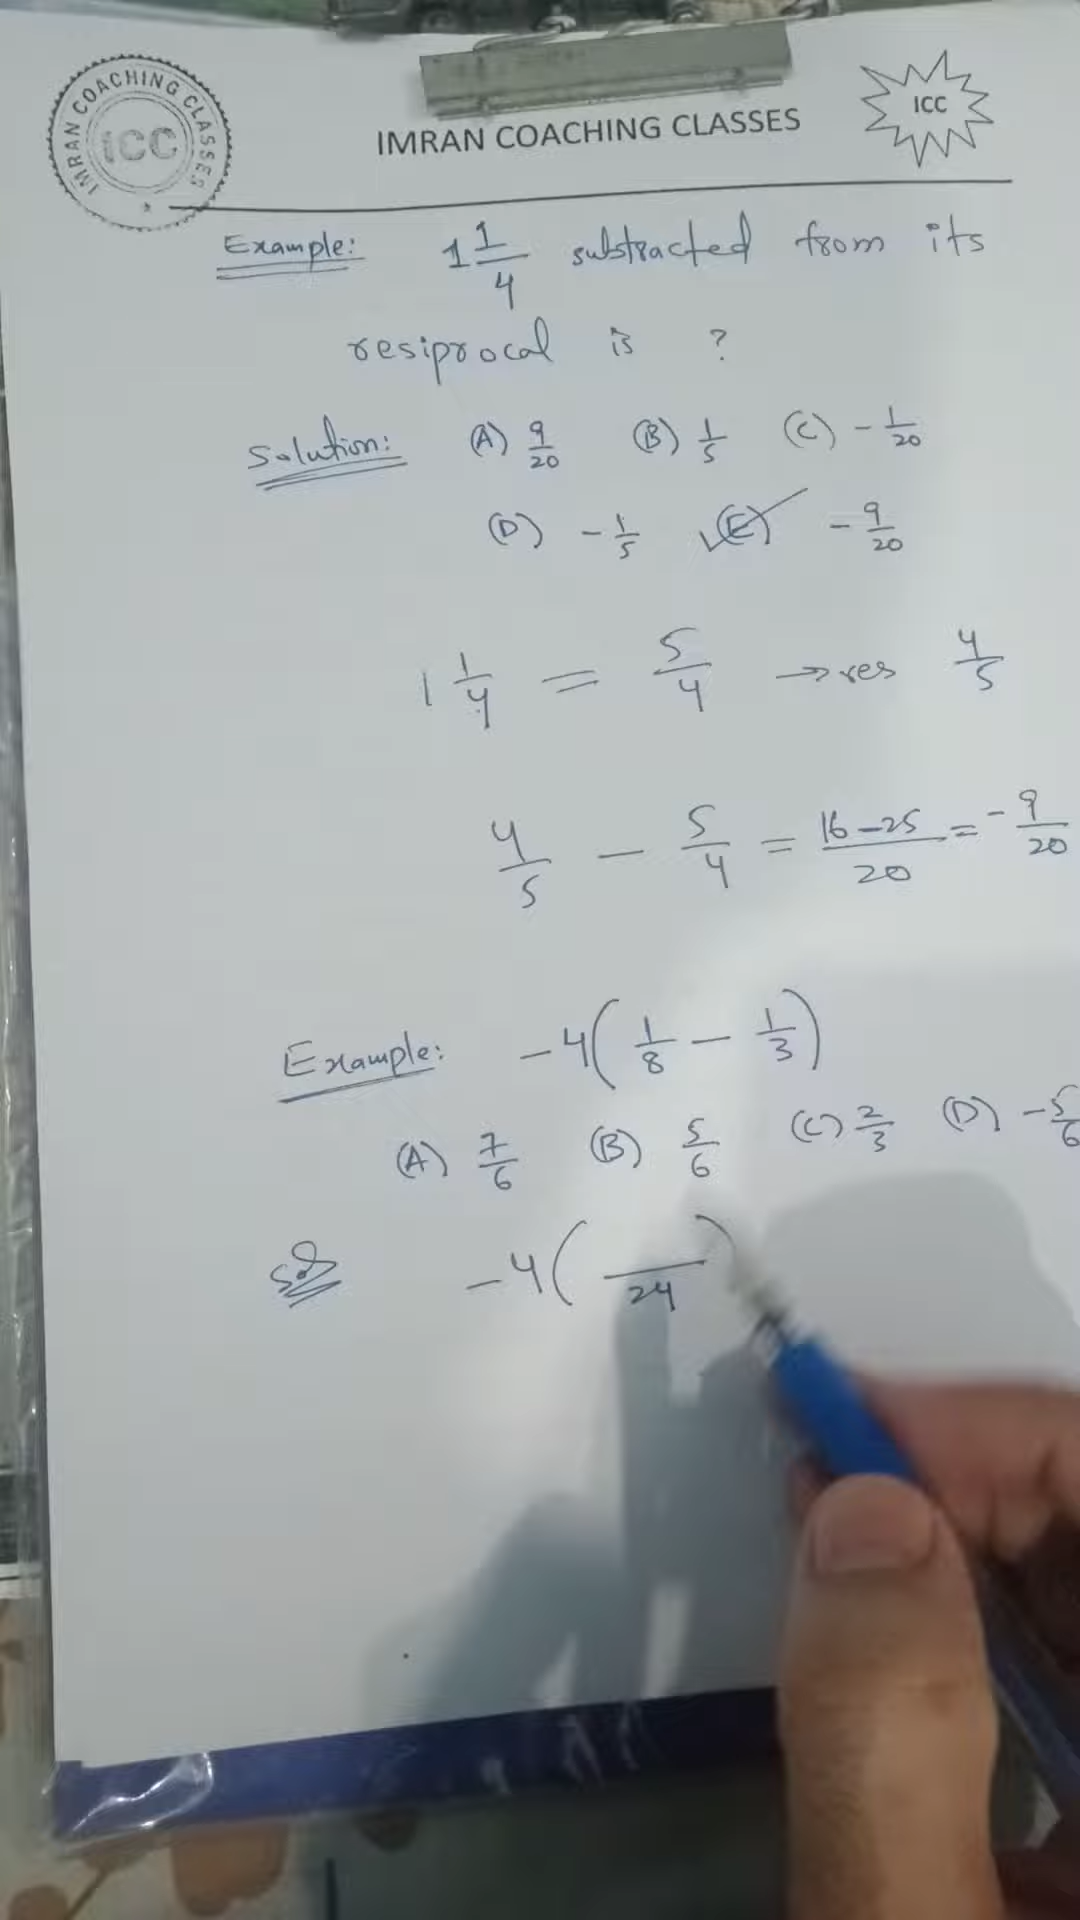 IMRAN COACHING CLASSES
ICC
IMRAN COACHING CLASSES
ICC
Example: 1 1/4 substracted from its
resiprocal is ?
Solution: (A) 9/20 (B) 1/5 (C) -1/20
(D) -1/5 (E) -9/20
1 1/4 = 5/4 → res 4/5
4/5 - 5/4 = 16-25/20 = -9/20
Example: -4(1/8 - 1/3)
(A) 7/6 (B) 5/6 (C) 2/3 (D) -5/6
Sol -4( /24)